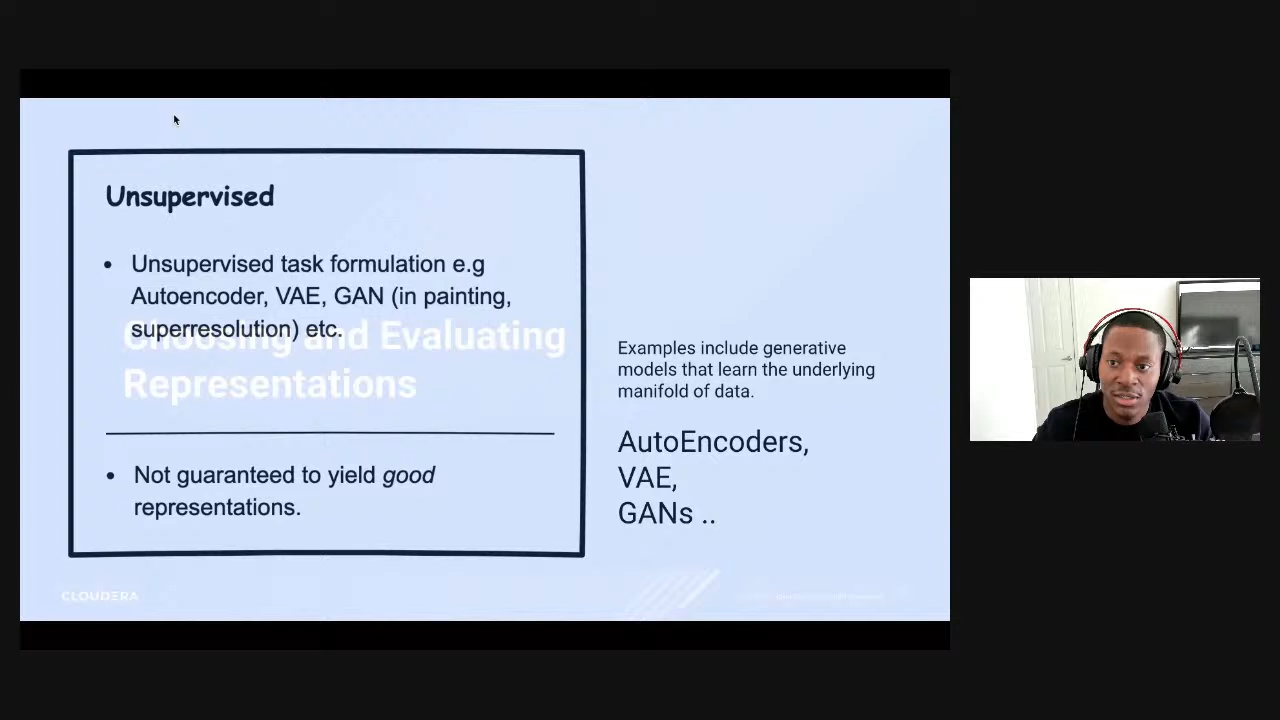 Unsupervised
• Unsupervised task formulation e.g
Autoencoder, VAE, GAN (in painting,
superresolution) etc.
Choosing and Evaluating
Representations
• Not guaranteed to yield good
representations.
Examples include generative
models that learn the underlying
manifold of data.
AutoEncoders,
VAE,
GANs ..
CLOUDERA